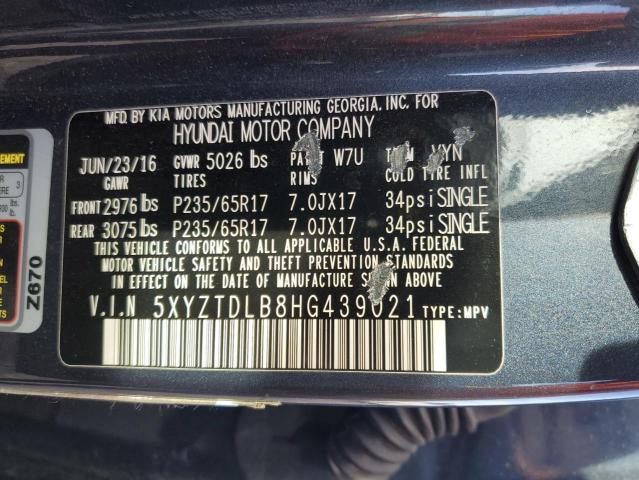 MFD. BY KIA MOTORS MANUFACTURING GEORGIA, INC. FOR
HYUNDAI MOTOR COMPANY
JUN/23/16 GVWR 5026 lbs W7U VYN
GAWR TIRES RIMS COLD TIRE INFL
FRONT 2976 lbs P235/65R17 7.0JX17 34psi SINGLE
REAR 3075 lbs P235/65R17 7.0JX17 34psi SINGLE
THIS VEHICLE CONFORMS TO ALL APPLICABLE U.S.A. FEDERAL
MOTOR VEHICLE SAFETY AND THEFT PREVENTION STANDARDS
IN EFFECT ON THE DATE OF MANUFACTURE SHOWN ABOVE.
V.I.N 5XYZTDLB8HG439021 TYPE:MPV
Z670